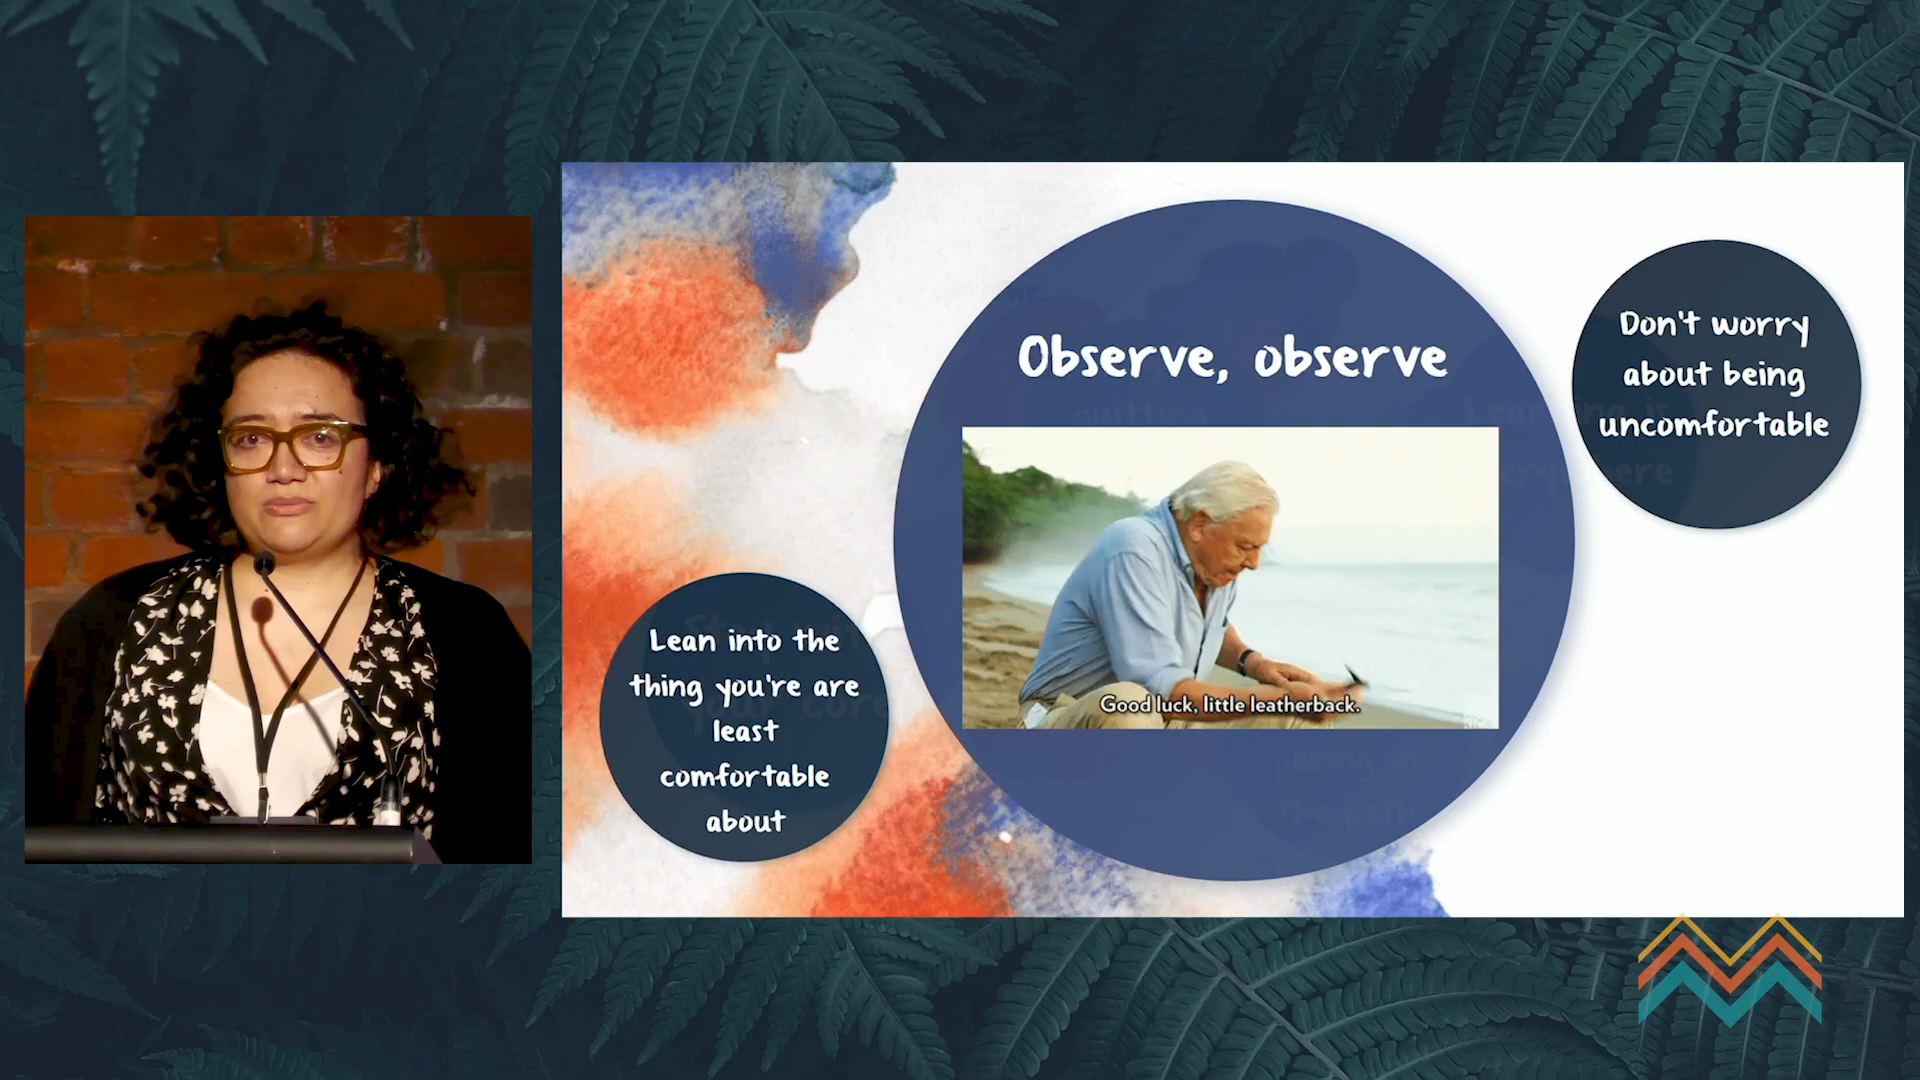 Observe, observe
Good luck, little leatherback.
Don't worry
about being
uncomfortable
Lean into the
thing you're are
least
comfortable
about